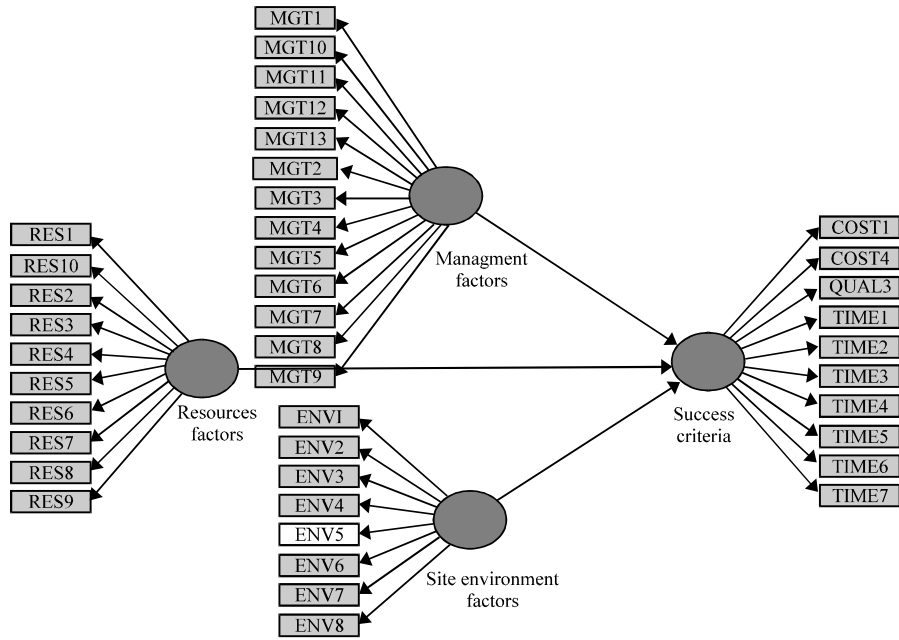 MGT1
MGT10
MGT11
MGT12
MGT13
MGT2
MGT3
MGT4
MGT5
MGT6
MGT7
MGT8
MGT9
Managment
factors
RES1
RES10
RES2
RES3
RES4
RES5
RES6
RES7
RES8
RES9
Resources
factors
ENVI
ENV2
ENV3
ENV4
ENV5
ENV6
ENV7
ENV8
Site environment
factors
Success
criteria
COST1
COST4
QUAL3
TIME1
TIME2
TIME3
TIME4
TIME5
TIME6
TIME7